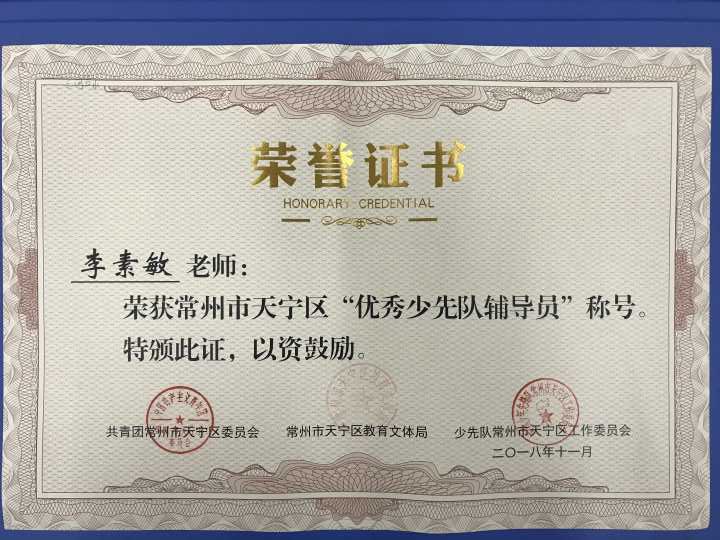 荣誉证书
HONORARY CREDENTIAL
李素敏 老师：
荣获常州市天宁区“优秀少先队辅导员”称号。
特颁此证，以资鼓励。
共青团常州市天宁区委员会 常州市天宁区教育文体局 少先队常州市天宁区工作委员会
二〇一八年十一月